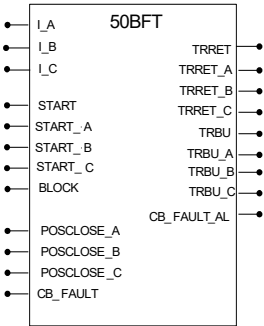 50BFT
I_A
I_B
I_C
START
START_A
START_B
START_C
BLOCK
POSCLOSE_A
POSCLOSE_B
POSCLOSE_C
CB_FAULT
TRRET
TRRET_A
TRRET_B
TRRET_C
TRBU
TRBU_A
TRBU_B
TRBU_C
CB_FAULT_AL